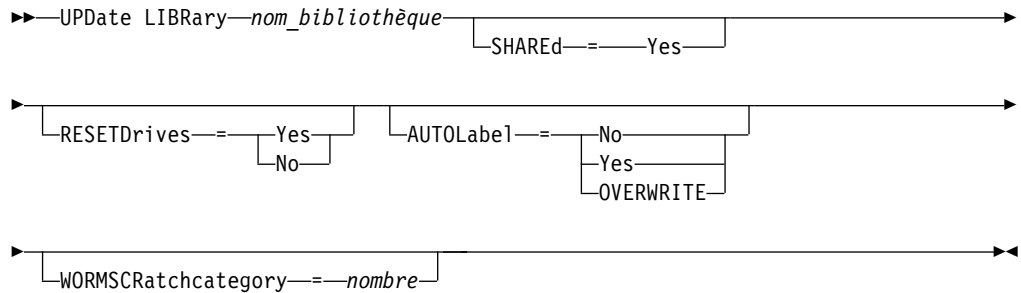 UPDate LIBRary nom_bibliothèque
SHAREd = Yes
RESETDrives = Yes
No
AUTOLabel = No
Yes
OVERWRITE
WORMSCRatchcategory = nombre